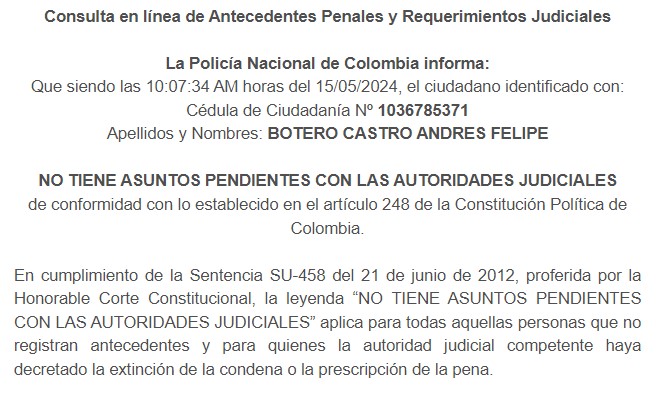 Consulta en línea de Antecedentes Penales y Requerimientos Judiciales
La Policía Nacional de Colombia informa:
Que siendo las 10:07:34 AM horas del 15/05/2024, el ciudadano identificado con:
Cédula de Ciudadanía Nº 1036785371
Apellidos y Nombres: BOTERO CASTRO ANDRES FELIPE
NO TIENE ASUNTOS PENDIENTES CON LAS AUTORIDADES JUDICIALES
de conformidad con lo establecido en el artículo 248 de la Constitución Política de
Colombia.
En cumplimiento de la Sentencia SU-458 del 21 de junio de 2012, proferida por la
Honorable Corte Constitucional, la leyenda “NO TIENE ASUNTOS PENDIENTES
CON LAS AUTORIDADES JUDICIALES” aplica para todas aquellas personas que no
registran antecedentes y para quienes la autoridad judicial competente haya
decretado la extinción de la condena o la prescripción de la pena.